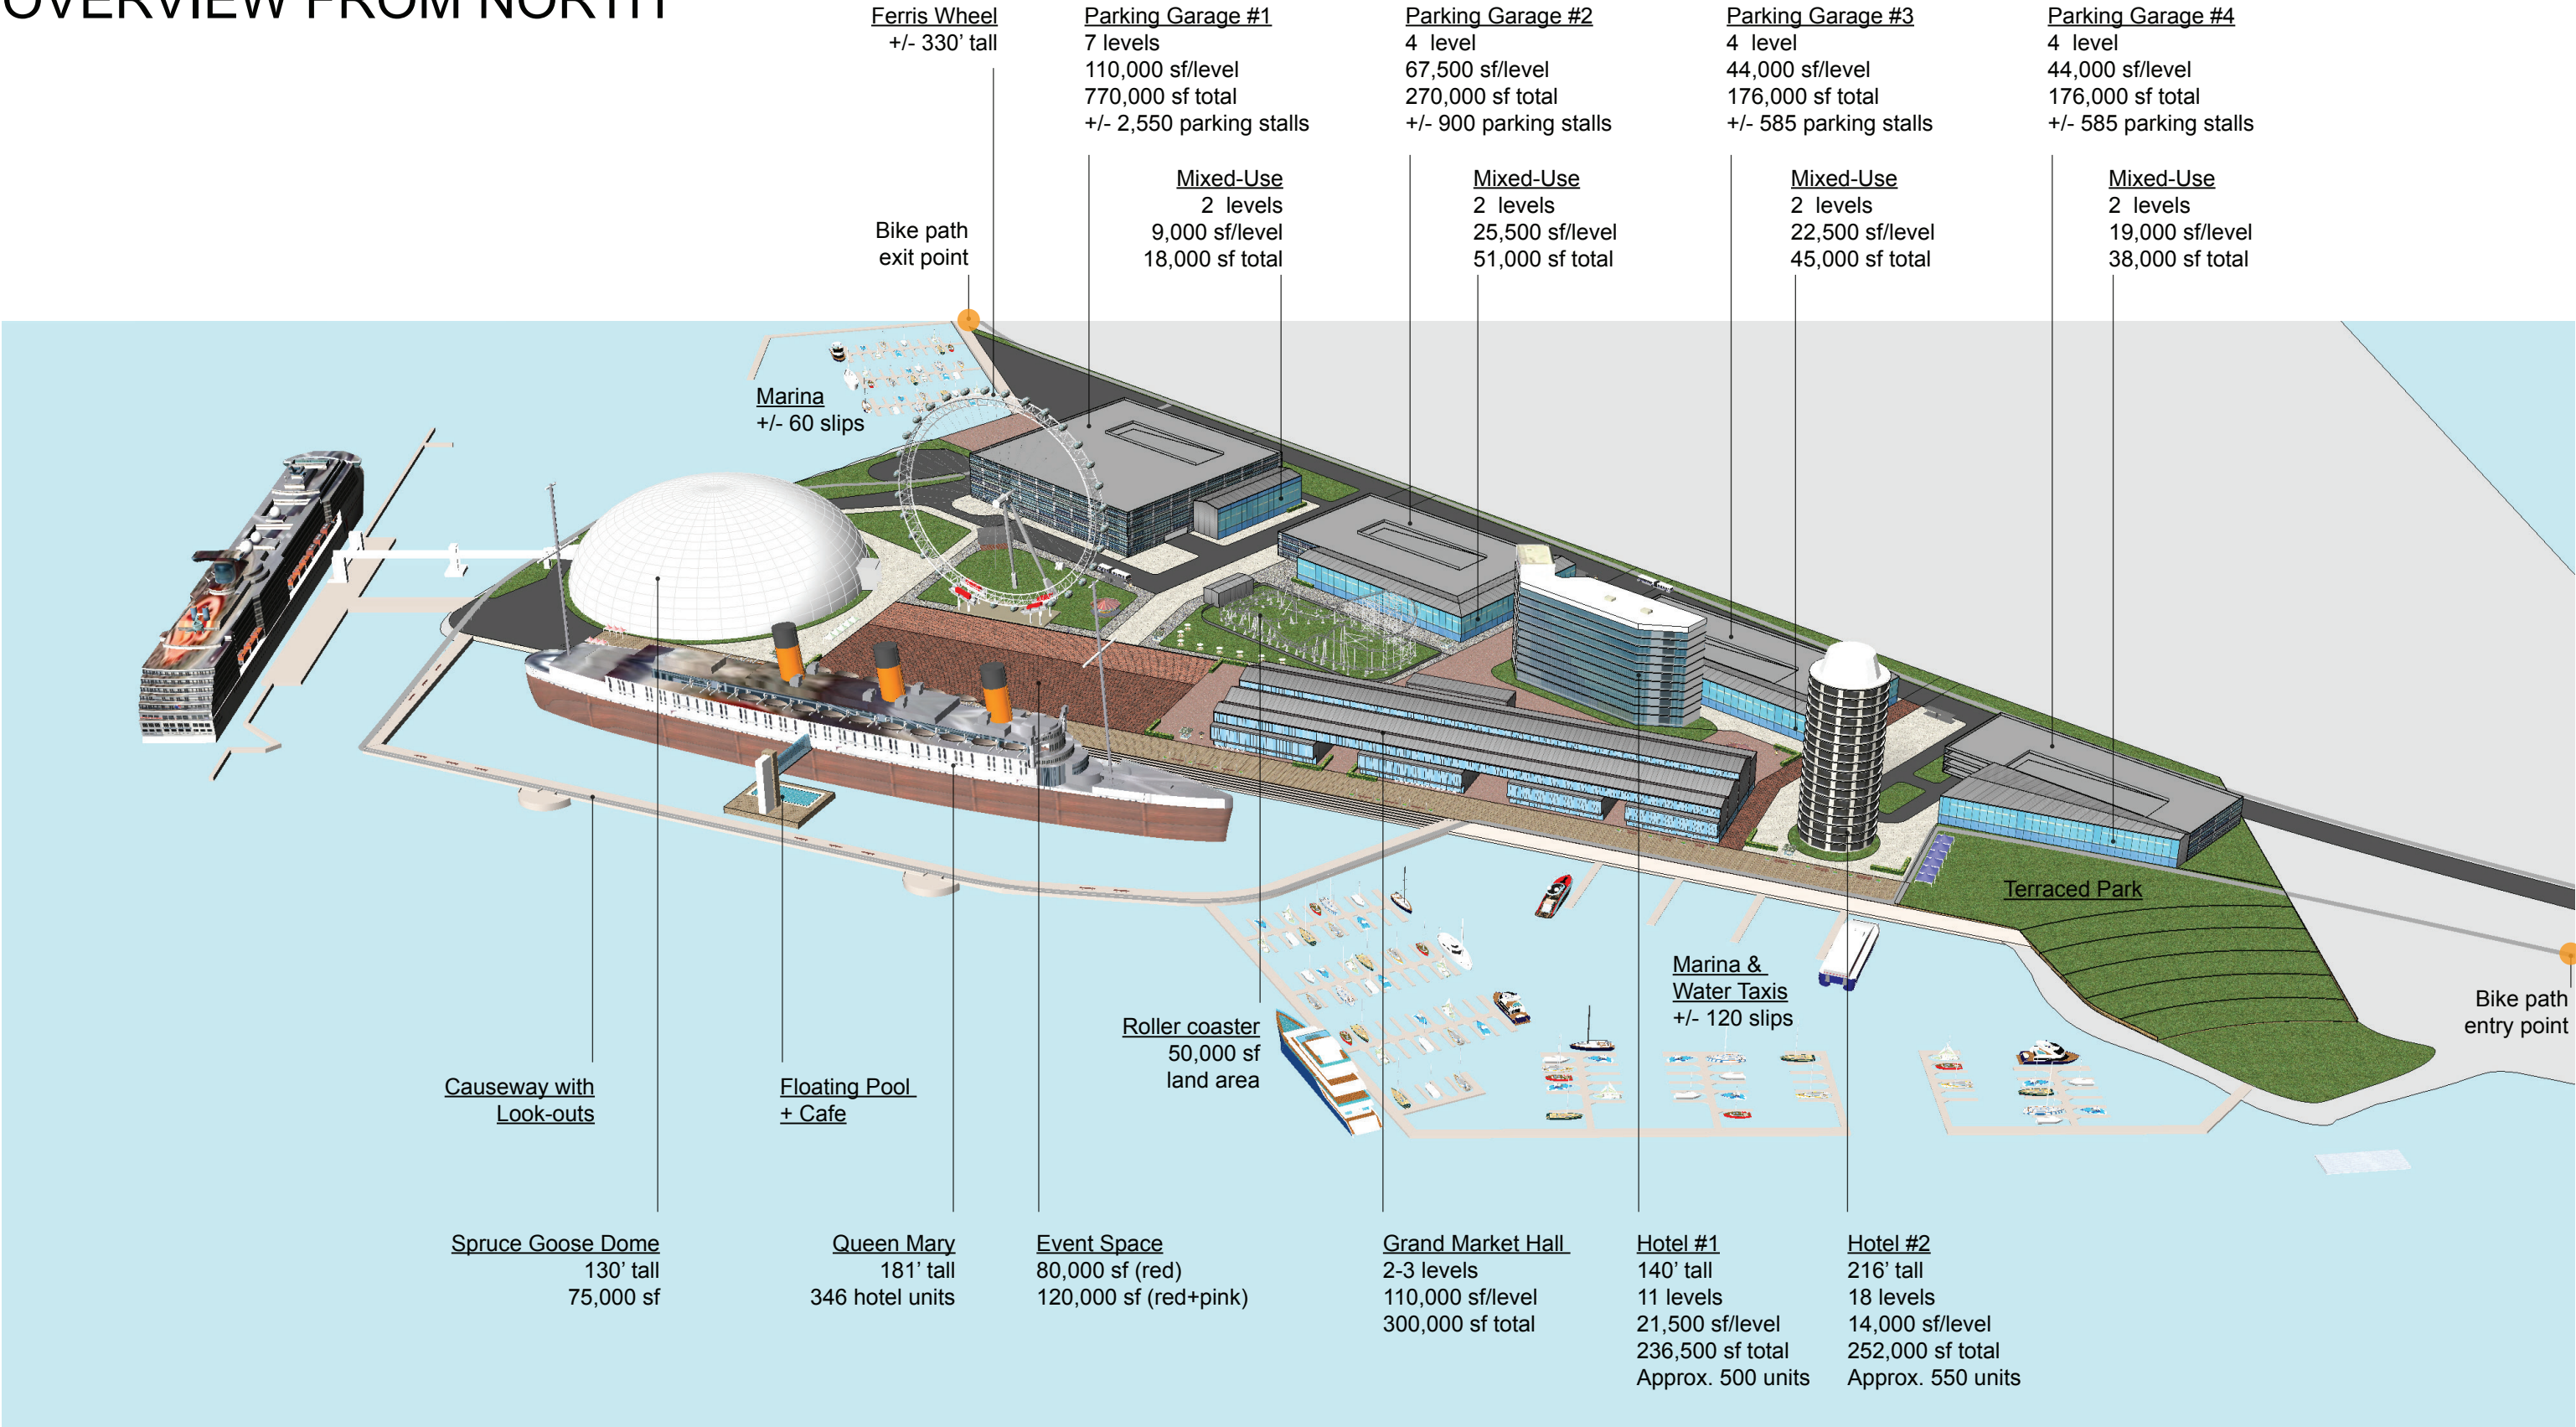 OVERVIEW FROM NORTH
Ferris Wheel
+/- 330’ tall
Parking Garage #1
7 levels
110,000 sf/level
770,000 sf total
+/- 2,550 parking stalls
Parking Garage #2
4  level
67,500 sf/level
270,000 sf total
+/- 900 parking stalls
Parking Garage #3
4  level
44,000 sf/level
176,000 sf total
+/- 585 parking stalls
Parking Garage #4
4  level
44,000 sf/level
176,000 sf total
+/- 585 parking stalls
Bike path
exit point
Mixed-Use
2  levels
9,000 sf/level
18,000 sf total
Mixed-Use
2  levels
25,500 sf/level
51,000 sf total
Mixed-Use
2  levels
22,500 sf/level
45,000 sf total
Mixed-Use
2  levels
19,000 sf/level
38,000 sf total
Marina
+/- 60 slips
Terraced Park
Marina &
Water Taxis
+/- 120 slips
Bike path
entry point
Roller coaster
50,000 sf
land area
Causeway with
Look-outs
Floating Pool
+ Cafe
Spruce Goose Dome
130’ tall
75,000 sf
Queen Mary
181’ tall
346 hotel units
Event Space
80,000 sf (red)
120,000 sf (red+pink)
Grand Market Hall
2-3 levels
110,000 sf/level
300,000 sf total
Hotel #1
140’ tall
11 levels
21,500 sf/level
236,500 sf total
Approx. 500 units
Hotel #2
216’ tall
18 levels
14,000 sf/level
252,000 sf total
Approx. 550 units